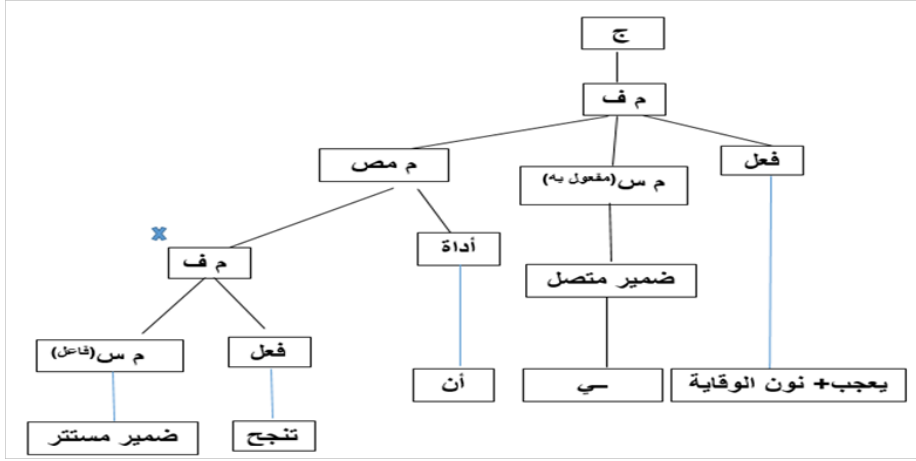 ج
م ف
فعل
م س(مفعول به)
م مص
أداة
م ف
ضمير متصل
فعل
م س(فاعل)
يعجب+ نون الوقاية
ـي
أن
تنجح
ضمير مستتر